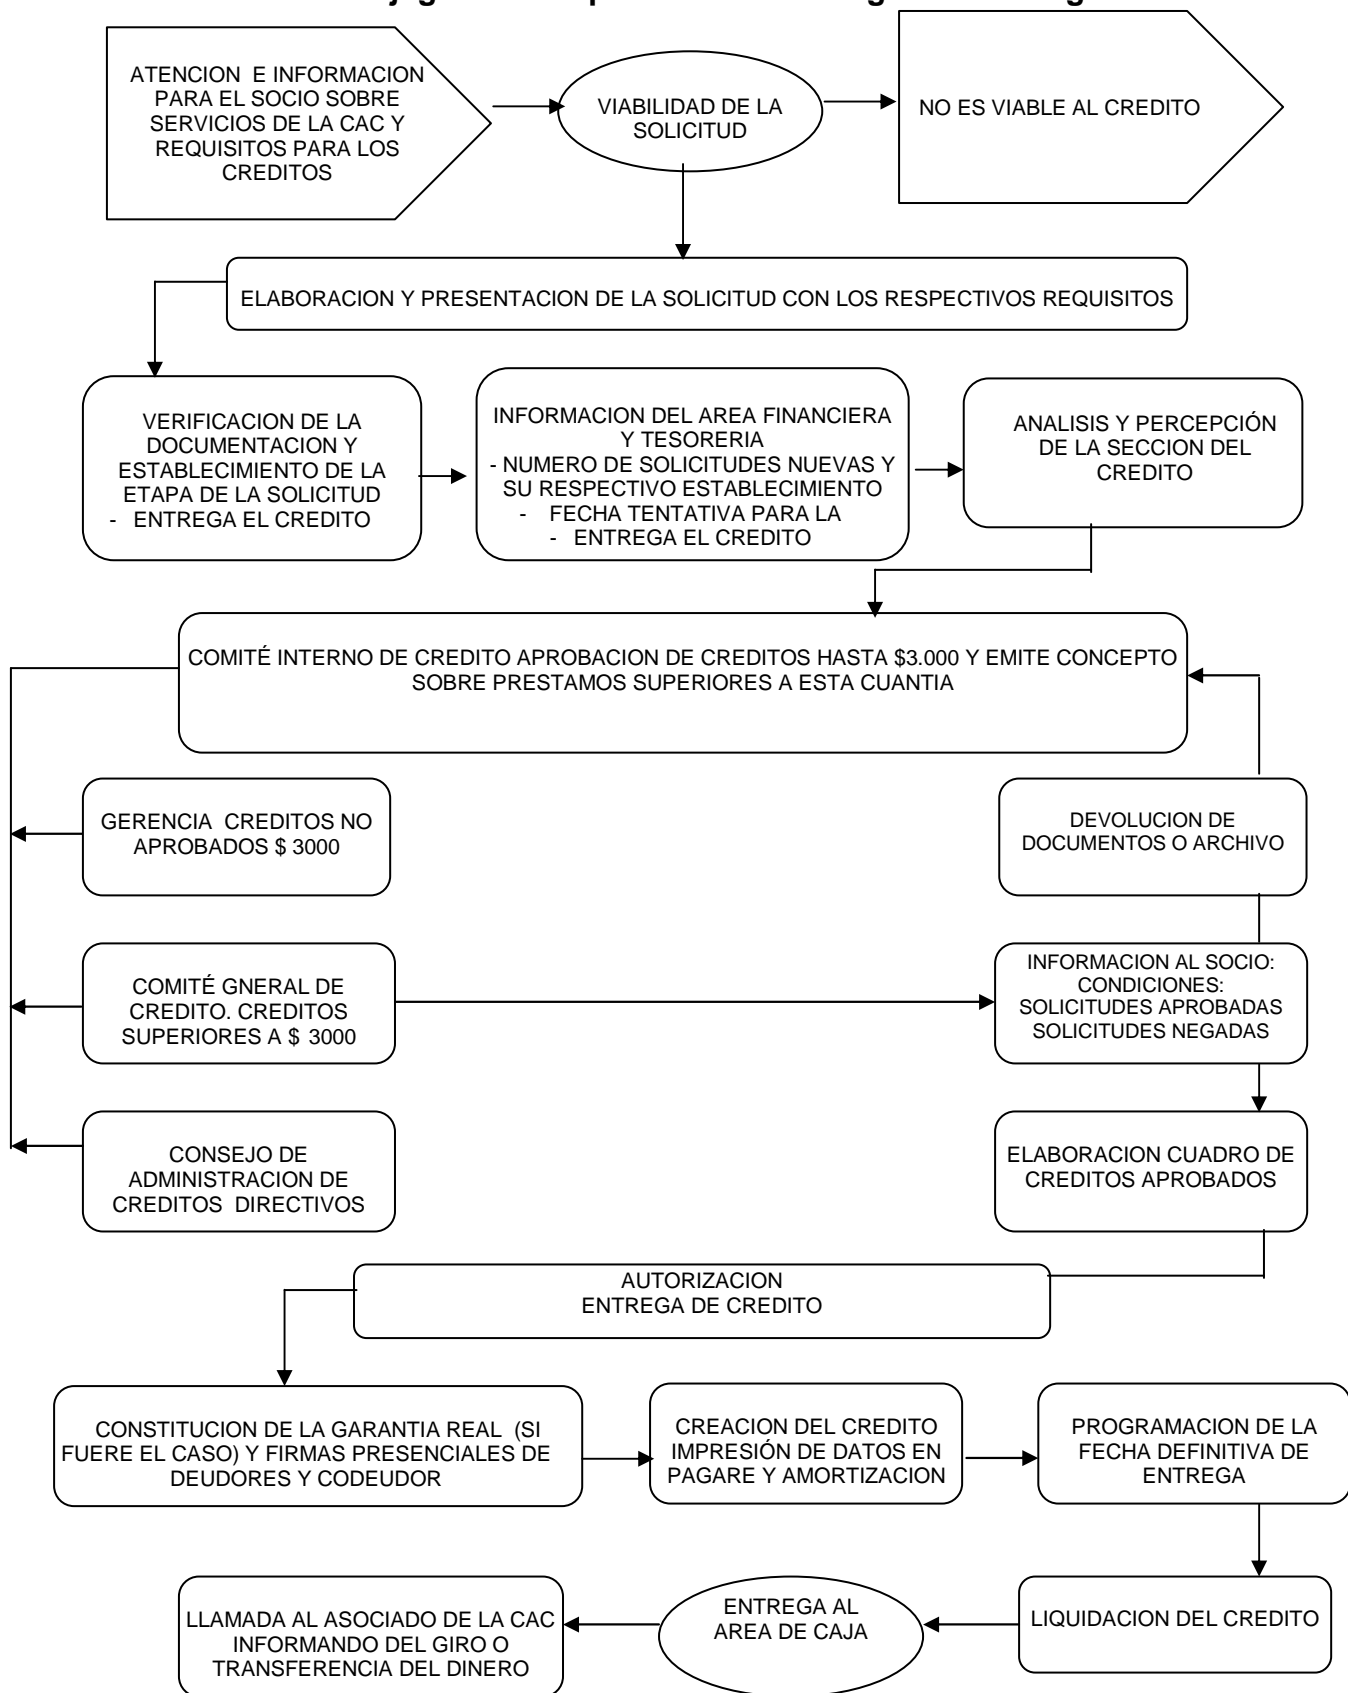 ATENCION E INFORMACION
PARA EL SOCIO SOBRE
SERVICIOS DE LA CAC Y
REQUISITOS PARA LOS
CREDITOS
VIABILIDAD DE LA
SOLICITUD
NO ES VIABLE AL CREDITO
ELABORACION Y PRESENTACION DE LA SOLICITUD CON LOS RESPECTIVOS REQUISITOS
VERIFICACION DE LA
DOCUMENTACION Y
ESTABLECIMIENTO DE LA
ETAPA DE LA SOLICITUD
- ENTREGA EL CREDITO
INFORMACION DEL AREA FINANCIERA
Y TESORERIA
- NUMERO DE SOLICITUDES NUEVAS Y
SU RESPECTIVO ESTABLECIMIENTO
- FECHA TENTATIVA PARA LA
- ENTREGA EL CREDITO
ANALISIS Y PERCEPCIÓN
DE LA SECCION DEL
CREDITO
COMITÉ INTERNO DE CREDITO APROBACION DE CREDITOS HASTA $3.000 Y EMITE CONCEPTO
SOBRE PRESTAMOS SUPERIORES A ESTA CUANTIA
GERENCIA CREDITOS NO
APROBADOS $ 3000
DEVOLUCION DE
DOCUMENTOS O ARCHIVO
COMITÉ GNERAL DE
CREDITO. CREDITOS
SUPERIORES A $ 3000
INFORMACION AL SOCIO:
CONDICIONES:
SOLICITUDES APROBADAS
SOLICITUDES NEGADAS
CONSEJO DE
ADMINISTRACION DE
CREDITOS DIRECTIVOS
ELABORACION CUADRO DE
CREDITOS APROBADOS
AUTORIZACION
ENTREGA DE CREDITO
CONSTITUCION DE LA GARANTIA REAL (SI
FUERE EL CASO) Y FIRMAS PRESENCIALES DE
DEUDORES Y CODEUDOR
CREACION DEL CREDITO
IMPRESIÓN DE DATOS EN
PAGARE Y AMORTIZACION
PROGRAMACION DE LA
FECHA DEFINITIVA DE
ENTREGA
LLAMADA AL ASOCIADO DE LA CAC
INFORMANDO DEL GIRO O
TRANSFERENCIA DEL DINERO
ENTREGA AL
AREA DE CAJA
LIQUIDACION DEL CREDITO